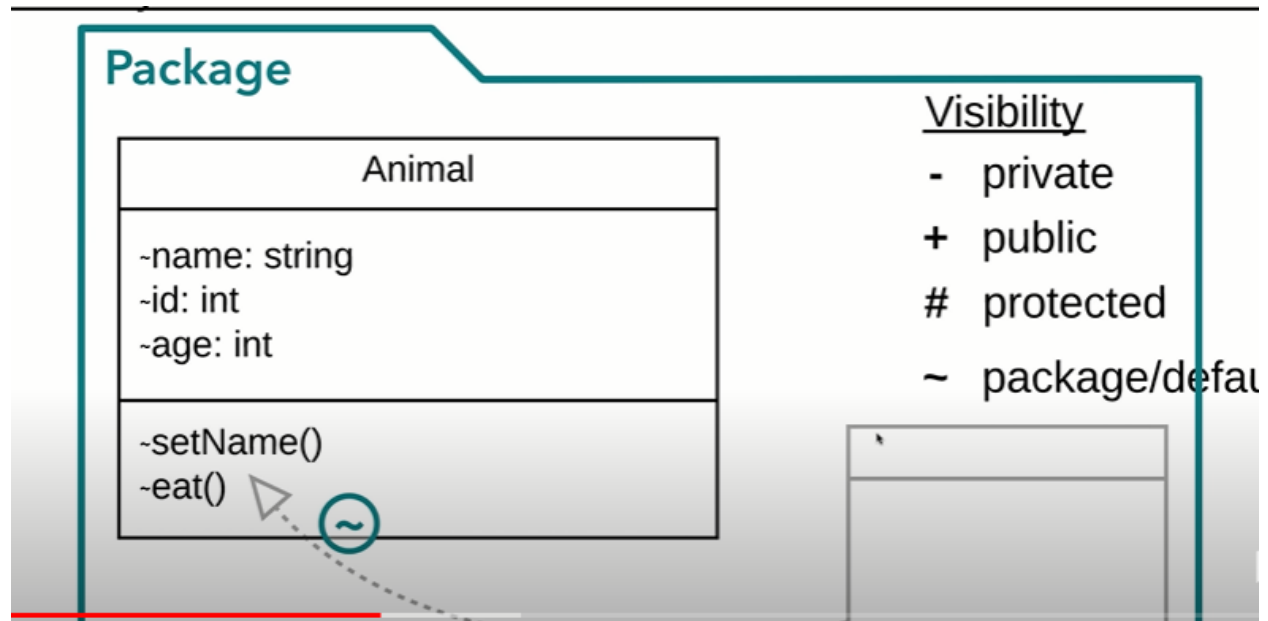 Package
Animal
~name: string
~id: int
~age: int
~setName()
~eat()
~
Visibility
- private
+ public
# protected
~ package/defau